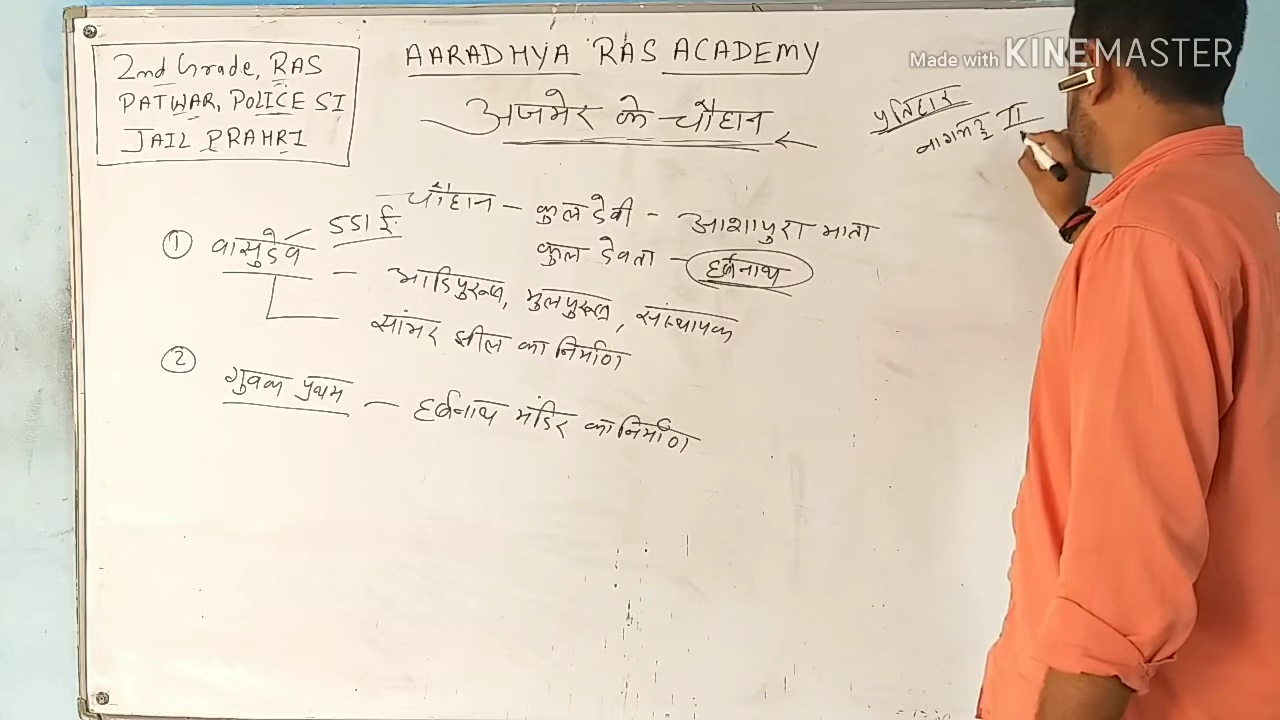 2nd Grade, RAS
PATWAR, POLICE SI
JAIL PRAHRI
AARADHYA RAS ACADEMY
अजमेर के चौहान
Made with KINEMASTER
प्रतिहार
नागभट्ट II
चौहान - कुल देवी - आशापुरा माता
कुल देवता - हर्षनाथ
① वासुदेव 551 ई.
- आदिपुरूष, मुलपुरूष, संस्थापक
सांभर झील का निर्माण
② गुवक प्रथम - हर्षनाथ मंदिर का निर्माण